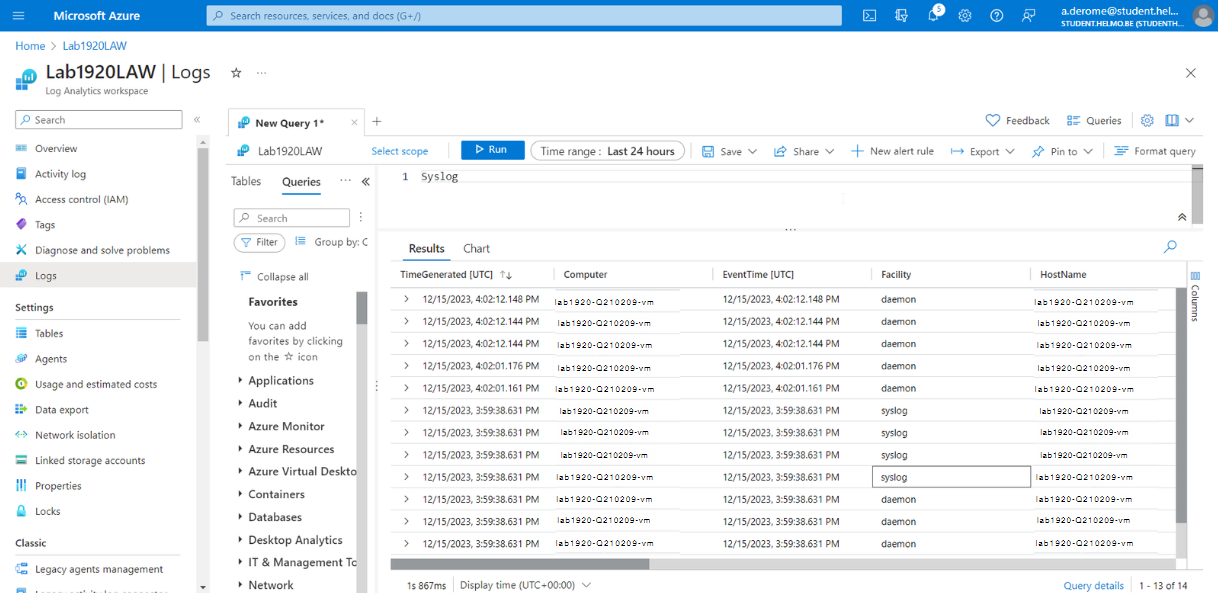 Microsoft Azure
Search resources, services, and docs (G+/)
5
a.derome@student.hel...
STUDENT.HELMO.BE (STUDENTH...
Home > Lab1920LAW
Lab1920LAW | Logs
Log Analytics workspace
Search
Overview
Activity log
Access control (IAM)
Tags
Diagnose and solve problems
Logs
Settings
Tables
Agents
Usage and estimated costs
Data export
Network isolation
Linked storage accounts
Properties
Locks
Classic
Legacy agents management
New Query 1*
Feedback
Queries
Lab1920LAW
Select scope
Run
Time range : Last 24 hours
Save
Share
New alert rule
Export
Pin to
Format query
Tables
Queries
Search
Filter
Group by: C
Collapse all
Favorites
You can add
favorites by clicking
on the ☆ icon
Applications
Audit
Azure Monitor
Azure Resources
Azure Virtual Deskto
Containers
Databases
Desktop Analytics
IT & Management To
Network
1 Syslog
Results
Chart
TimeGenerated [UTC] Computer EventTime [UTC] Facility HostName
12/15/2023, 4:02:12.148 PM lab1920-Q210209-vm 12/15/2023, 4:02:12.148 PM daemon lab1920-Q210209-vm
12/15/2023, 4:02:12.144 PM lab1920-Q210209-vm 12/15/2023, 4:02:12.144 PM daemon lab1920-Q210209-vm
12/15/2023, 4:02:12.144 PM lab1920-Q210209-vm 12/15/2023, 4:02:12.144 PM daemon lab1920-Q210209-vm
12/15/2023, 4:02:01.176 PM lab1920-Q210209-vm 12/15/2023, 4:02:01.176 PM daemon lab1920-Q210209-vm
12/15/2023, 4:02:01.161 PM lab1920-Q210209-vm 12/15/2023, 4:02:01.161 PM daemon lab1920-Q210209-vm
12/15/2023, 3:59:38.631 PM lab1920-Q210209-vm 12/15/2023, 3:59:38.631 PM syslog lab1920-Q210209-vm
12/15/2023, 3:59:38.631 PM lab1920-Q210209-vm 12/15/2023, 3:59:38.631 PM syslog lab1920-Q210209-vm
12/15/2023, 3:59:38.631 PM lab1920-Q210209-vm 12/15/2023, 3:59:38.631 PM syslog lab1920-Q210209-vm
12/15/2023, 3:59:38.631 PM lab1920-Q210209-vm 12/15/2023, 3:59:38.631 PM syslog lab1920-Q210209-vm
12/15/2023, 3:59:38.631 PM lab1920-Q210209-vm 12/15/2023, 3:59:38.631 PM daemon lab1920-Q210209-vm
12/15/2023, 3:59:38.631 PM lab1920-Q210209-vm 12/15/2023, 3:59:38.631 PM daemon lab1920-Q210209-vm
12/15/2023, 3:59:38.631 PM lab1920-Q210209-vm 12/15/2023, 3:59:38.631 PM daemon lab1920-Q210209-vm
Columns
1s 867ms
Display time (UTC+00:00)
Query details
1 - 13 of 14